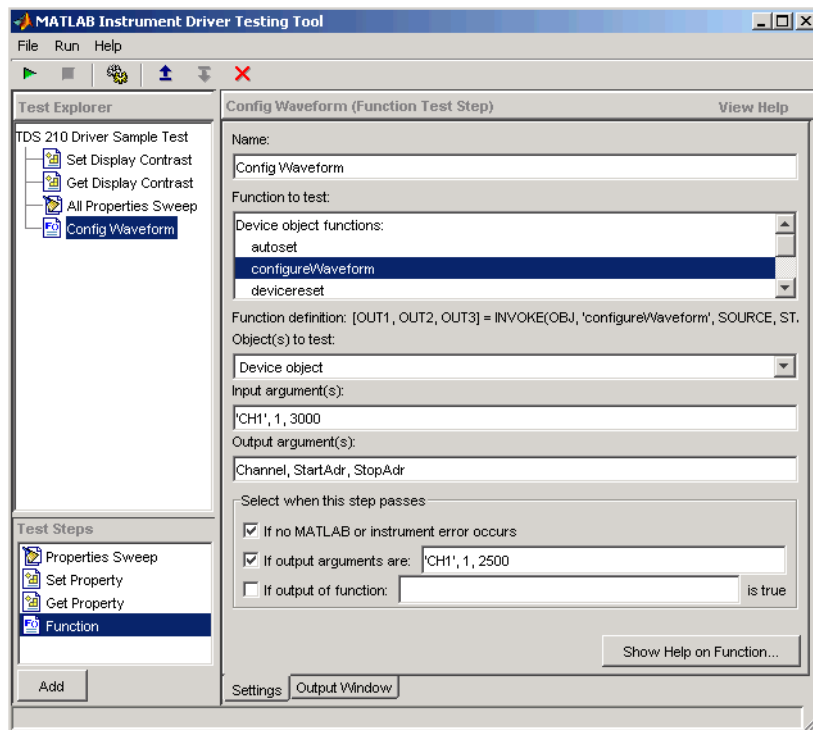 MATLAB Instrument Driver Testing Tool
File Run Help
Test Explorer
TDS 210 Driver Sample Test
Set Display Contrast
Get Display Contrast
All Properties Sweep
Config Waveform
Test Steps
Properties Sweep
Set Property
Get Property
Function
Add
Config Waveform (Function Test Step) View Help
Name:
Config Waveform
Function to test:
Device object functions:
autoset
configureWaveform
devicereset
Function definition: [OUT1, OUT2, OUT3] = INVOKE(OBJ, 'configureWaveform', SOURCE, ST.
Object(s) to test:
Device object
Input argument(s):
'CH1', 1, 3000
Output argument(s):
Channel, StartAdr, StopAdr
Select when this step passes
If no MATLAB or instrument error occurs
If output arguments are: 'CH1', 1, 2500
If output of function: is true
Show Help on Function...
Settings Output Window